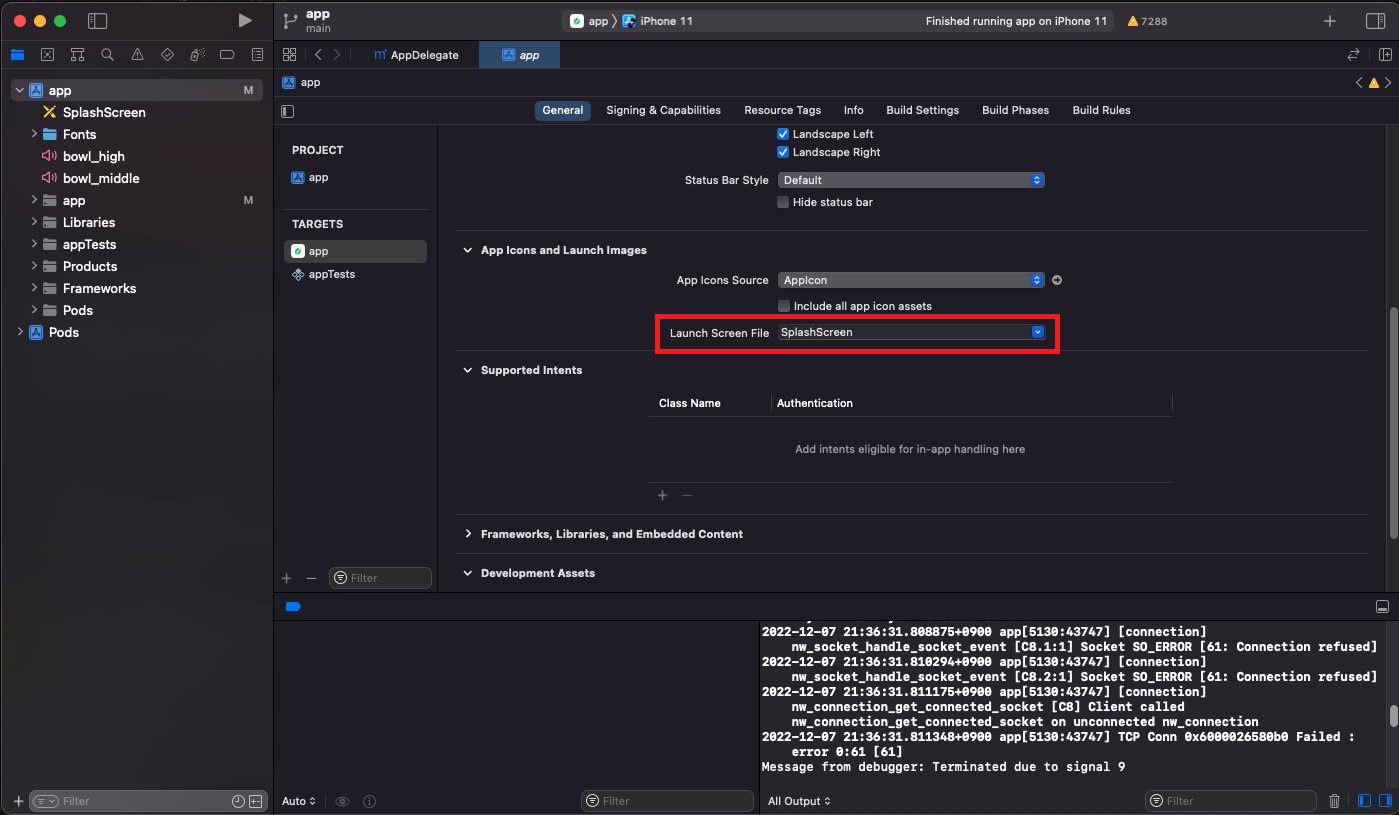 app
main
app
iPhone 11
Finished running app on iPhone 11
7288
AppDelegate
app
app
M
app
SplashScreen
Fonts
bowl_high
bowl_middle
app
M
Libraries
appTests
Products
Frameworks
Pods
Pods
General
Signing & Capabilities
Resource Tags
Info
Build Settings
Build Phases
Build Rules
PROJECT
app
TARGETS
app
appTests
Filter
Landscape Left
Landscape Right
Status Bar Style
Default
Hide status bar
App Icons and Launch Images
App Icons Source
AppIcon
Include all app icon assets
Launch Screen File
SplashScreen
Supported Intents
Class Name
Authentication
Add intents eligible for in-app handling here
Frameworks, Libraries, and Embedded Content
Development Assets
2022-12-07 21:36:31.808875+0900 app[5130:43747] [connection]
nw_socket_handle_socket_event [C8.1:1] Socket SO_ERROR [61: Connection refused]
2022-12-07 21:36:31.810294+0900 app[5130:43747] [connection]
nw_socket_handle_socket_event [C8.2:1] Socket SO_ERROR [61: Connection refused]
2022-12-07 21:36:31.811175+0900 app[5130:43747] [connection]
nw_connection_get_connected_socket [C8] Client called
nw_connection_get_connected_socket on unconnected nw_connection
2022-12-07 21:36:31.811348+0900 app[5130:43747] TCP Conn 0x6000026580b0 Failed :
error 0:61 [61]
Message from debugger: Terminated due to signal 9
Filter
Auto
Filter
All Output
Filter